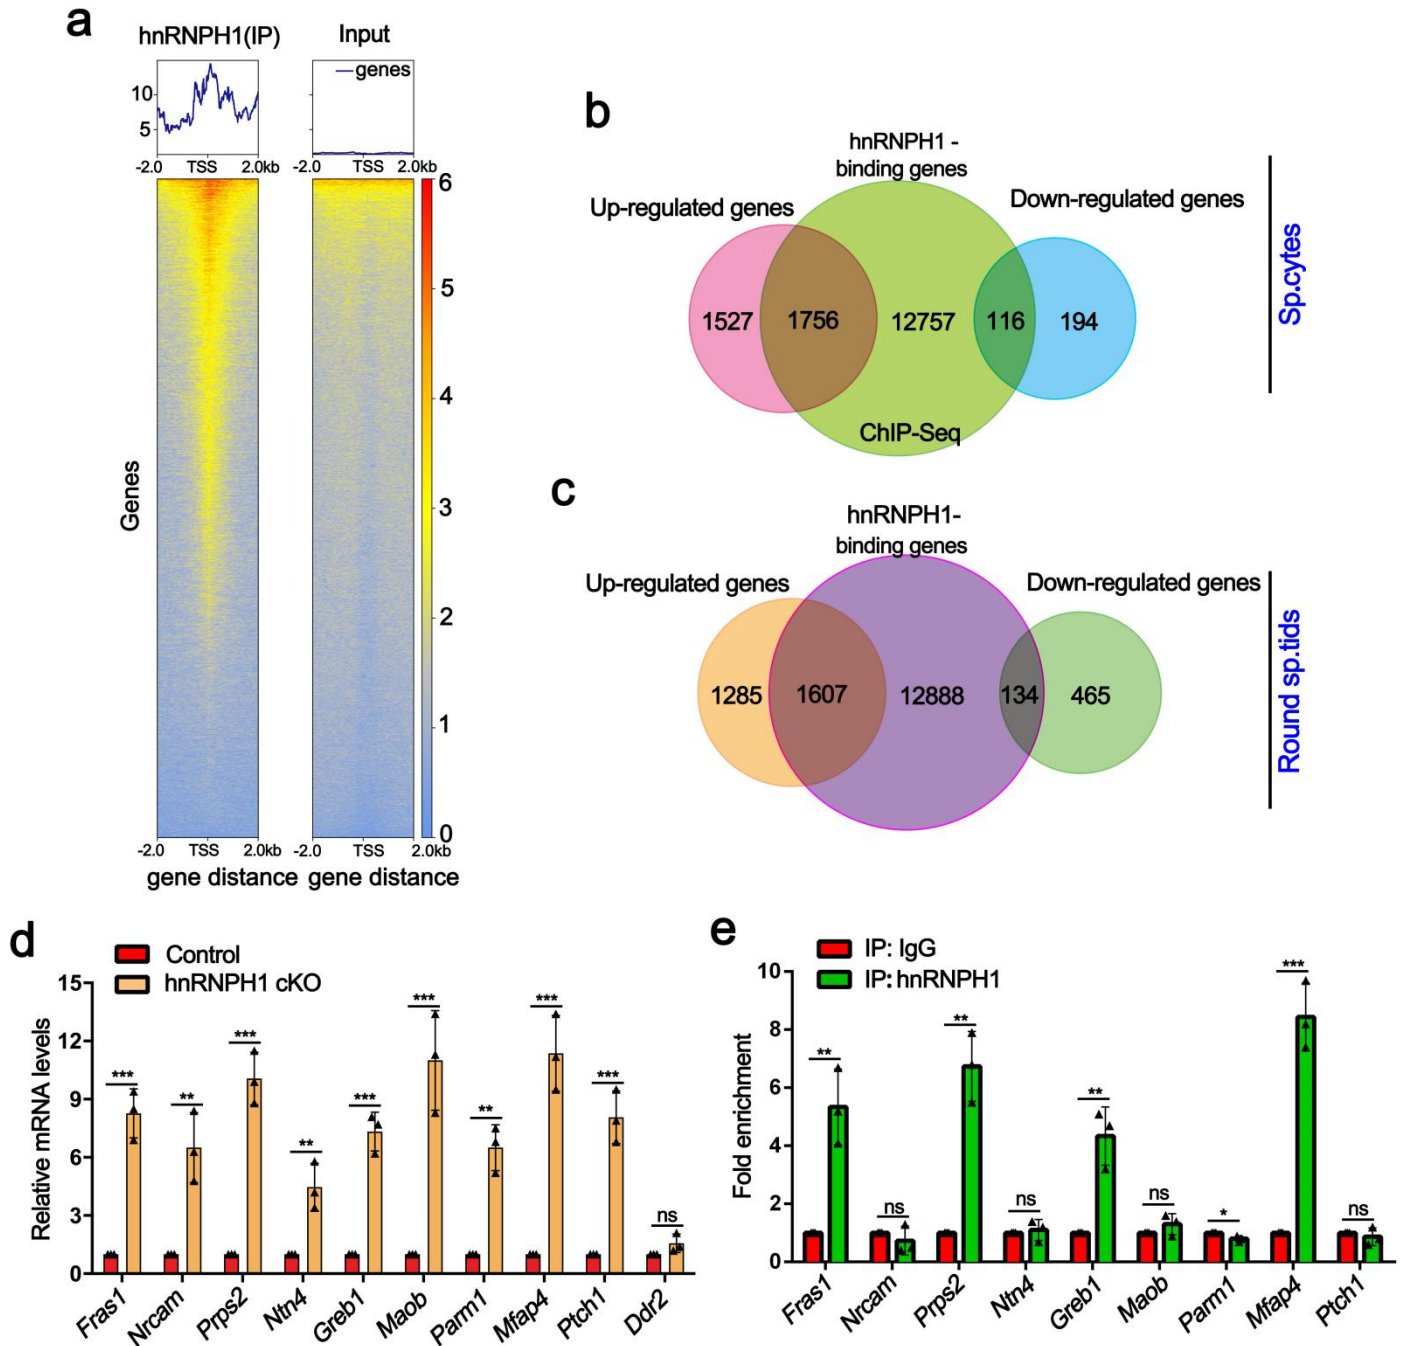 a
hnRNPH1(IP)
Input
genes
10
5
-2.0 TSS 2.0kb
-2.0 TSS 2.0kb
6
5
4
3
2
1
0
Genes
-2.0 TSS 2.0kb
-2.0 TSS 2.0kb
gene distance
gene distance
b
hnRNPH1 -
binding genes
Up-regulated genes
Down-regulated genes
1527
1756
12757
116
194
ChIP-Seq
Sp.cytes
c
hnRNPH1-
binding genes
Up-regulated genes
Down-regulated genes
1285
1607
12888
134
465
Round sp.tids
d
Control
hnRNPH1 cKO
Relative mRNA levels
15
12
9
6
3
0
***
**
***
**
***
***
**
***
***
ns
Fras1
Nrcam
Prps2
Ntn4
Greb1
Maob
Parm1
Mfap4
Ptch1
Ddr2
e
IP: IgG
IP: hnRNPH1
Fold enrichment
10
8
6
4
2
0
**
ns
**
ns
**
ns
*
***
ns
Fras1
Nrcam
Prps2
Ntn4
Greb1
Maob
Parm1
Mfap4
Ptch1